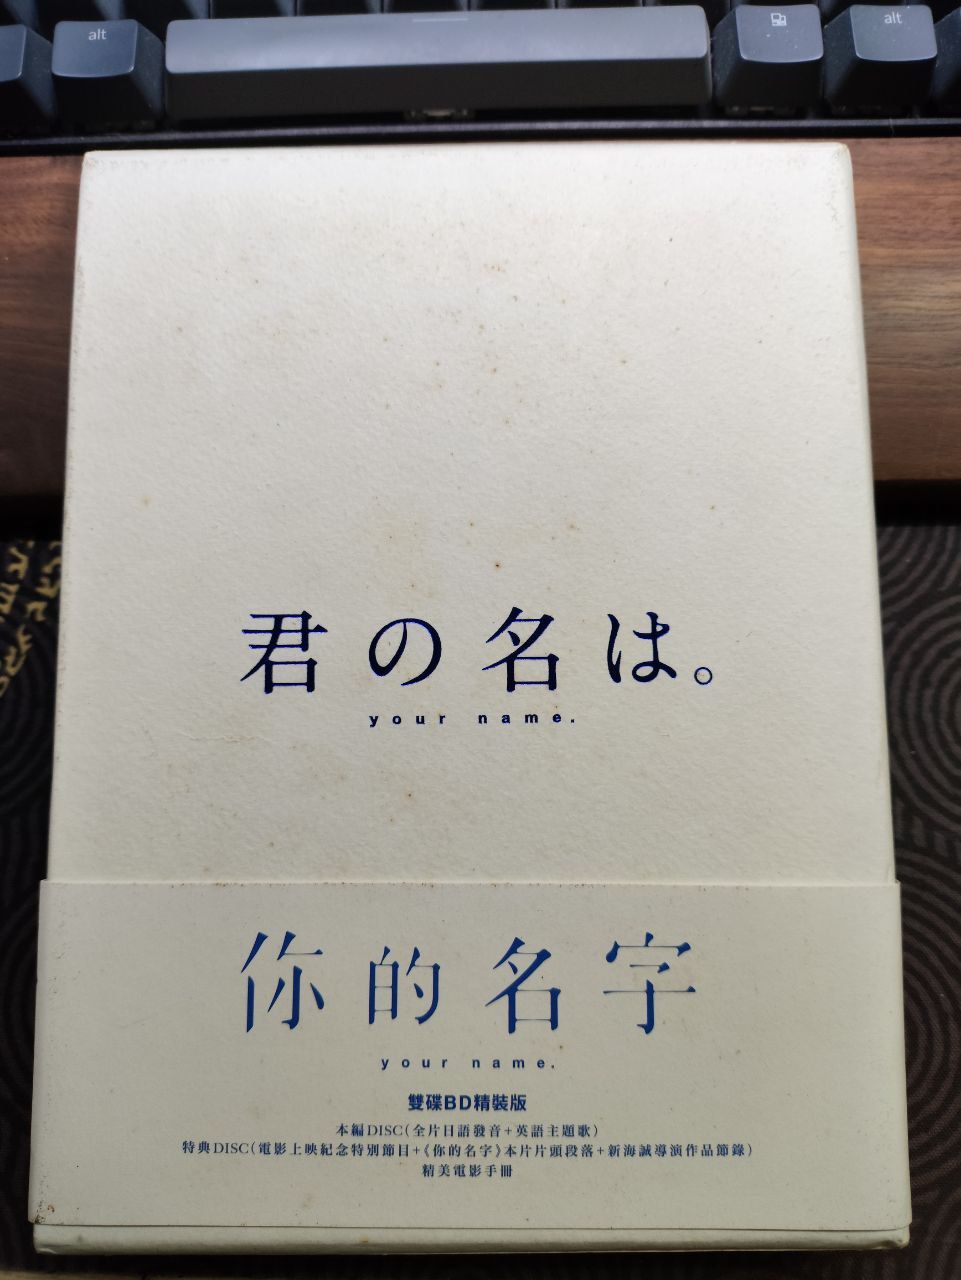 alt
alt
君の名は。
your name.
你的名字
your name.
雙碟BD精裝版
本編DISC(全片日語發音+英語主題歌)
特典DISC(電影上映紀念特別節目+《你的名字》本片片頭段落+新海誠導演作品節錄)
精美電影手冊